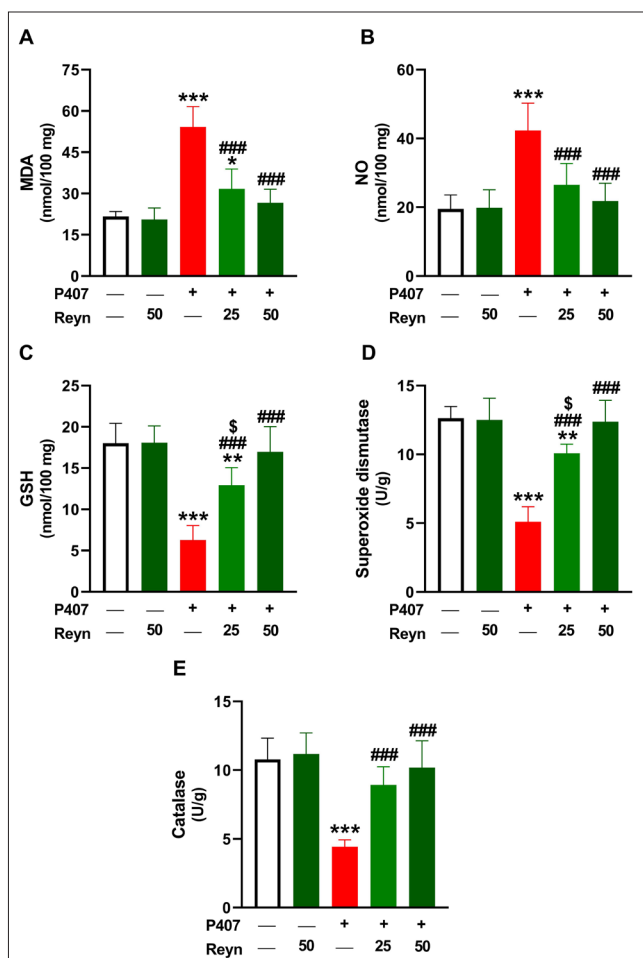 A
75
60
45
30
15
0
MDA
(nmol/100 mg)
***
###
*
###
P407 — — + + +
Reyn — 50 — 25 50
B
60
40
20
0
NO
(nmol/100 mg)
***
###
###
P407 — — + + +
Reyn — 50 — 25 50
C
25
20
15
10
5
0
GSH
(nmol/100 mg)
***
$
###
**
###
P407 — — + + +
Reyn — 50 — 25 50
D
15
10
5
0
Superoxide dismutase
(U/g)
***
$
###
**
###
P407 — — + + +
Reyn — 50 — 25 50
E
15
10
5
0
Catalase
(U/g)
***
###
###
P407 — — + + +
Reyn — 50 — 25 50